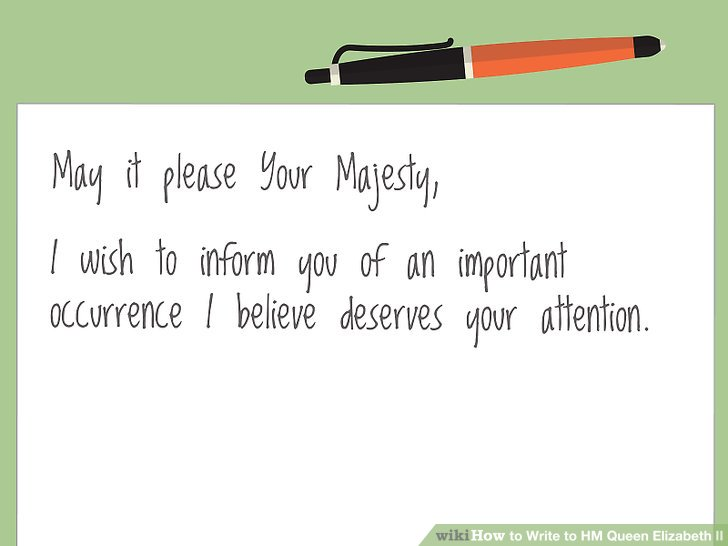 May it please Your Majesty,
I wish to inform you of an important
occurrence I believe deserves your attention.
wikiHow to Write to HM Queen Elizabeth II